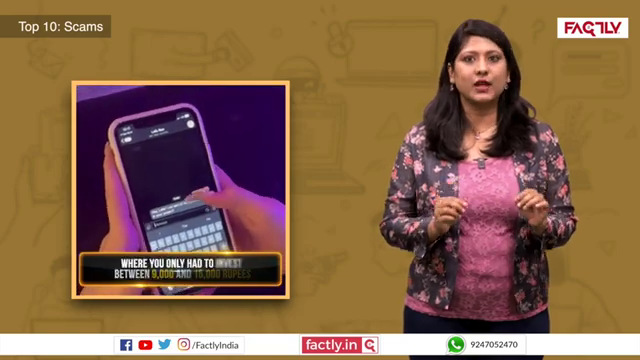 Top 10: Scams
FACTLY
WHERE YOU ONLY HAD TO INVEST
BETWEEN 9,000 AND 15,000 RUPEES
/FactlyIndia
factly.in
9247052470